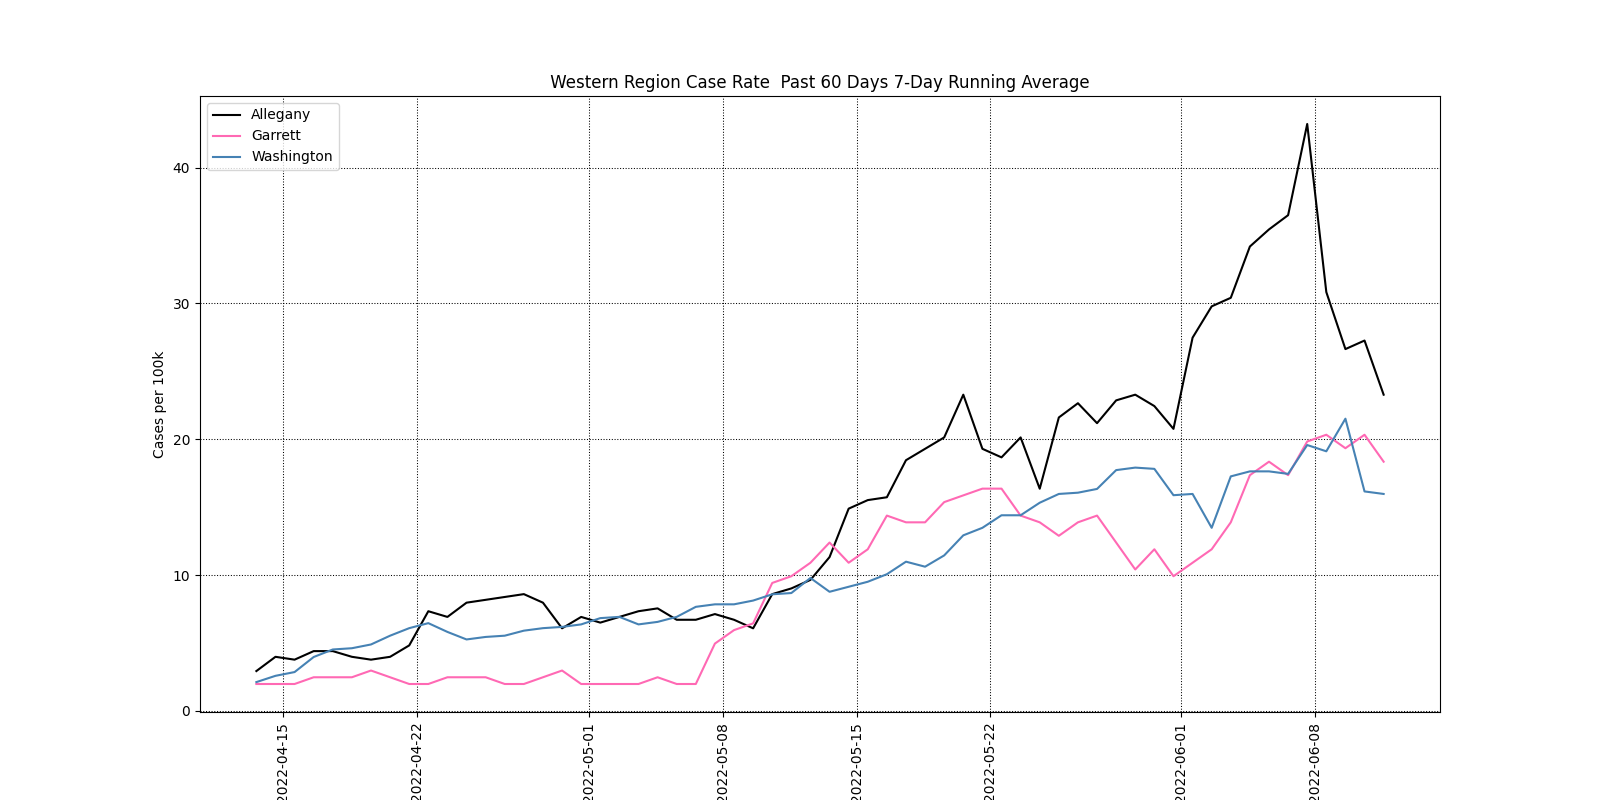 Western Region Case Rate  Past 60 Days 7-Day Running Average
Allegany
Garrett
Washington
40
30
20
10
0
Cases per 100k
2022-04-15
2022-04-22
2022-05-01
2022-05-08
2022-05-15
2022-05-22
2022-06-01
2022-06-08